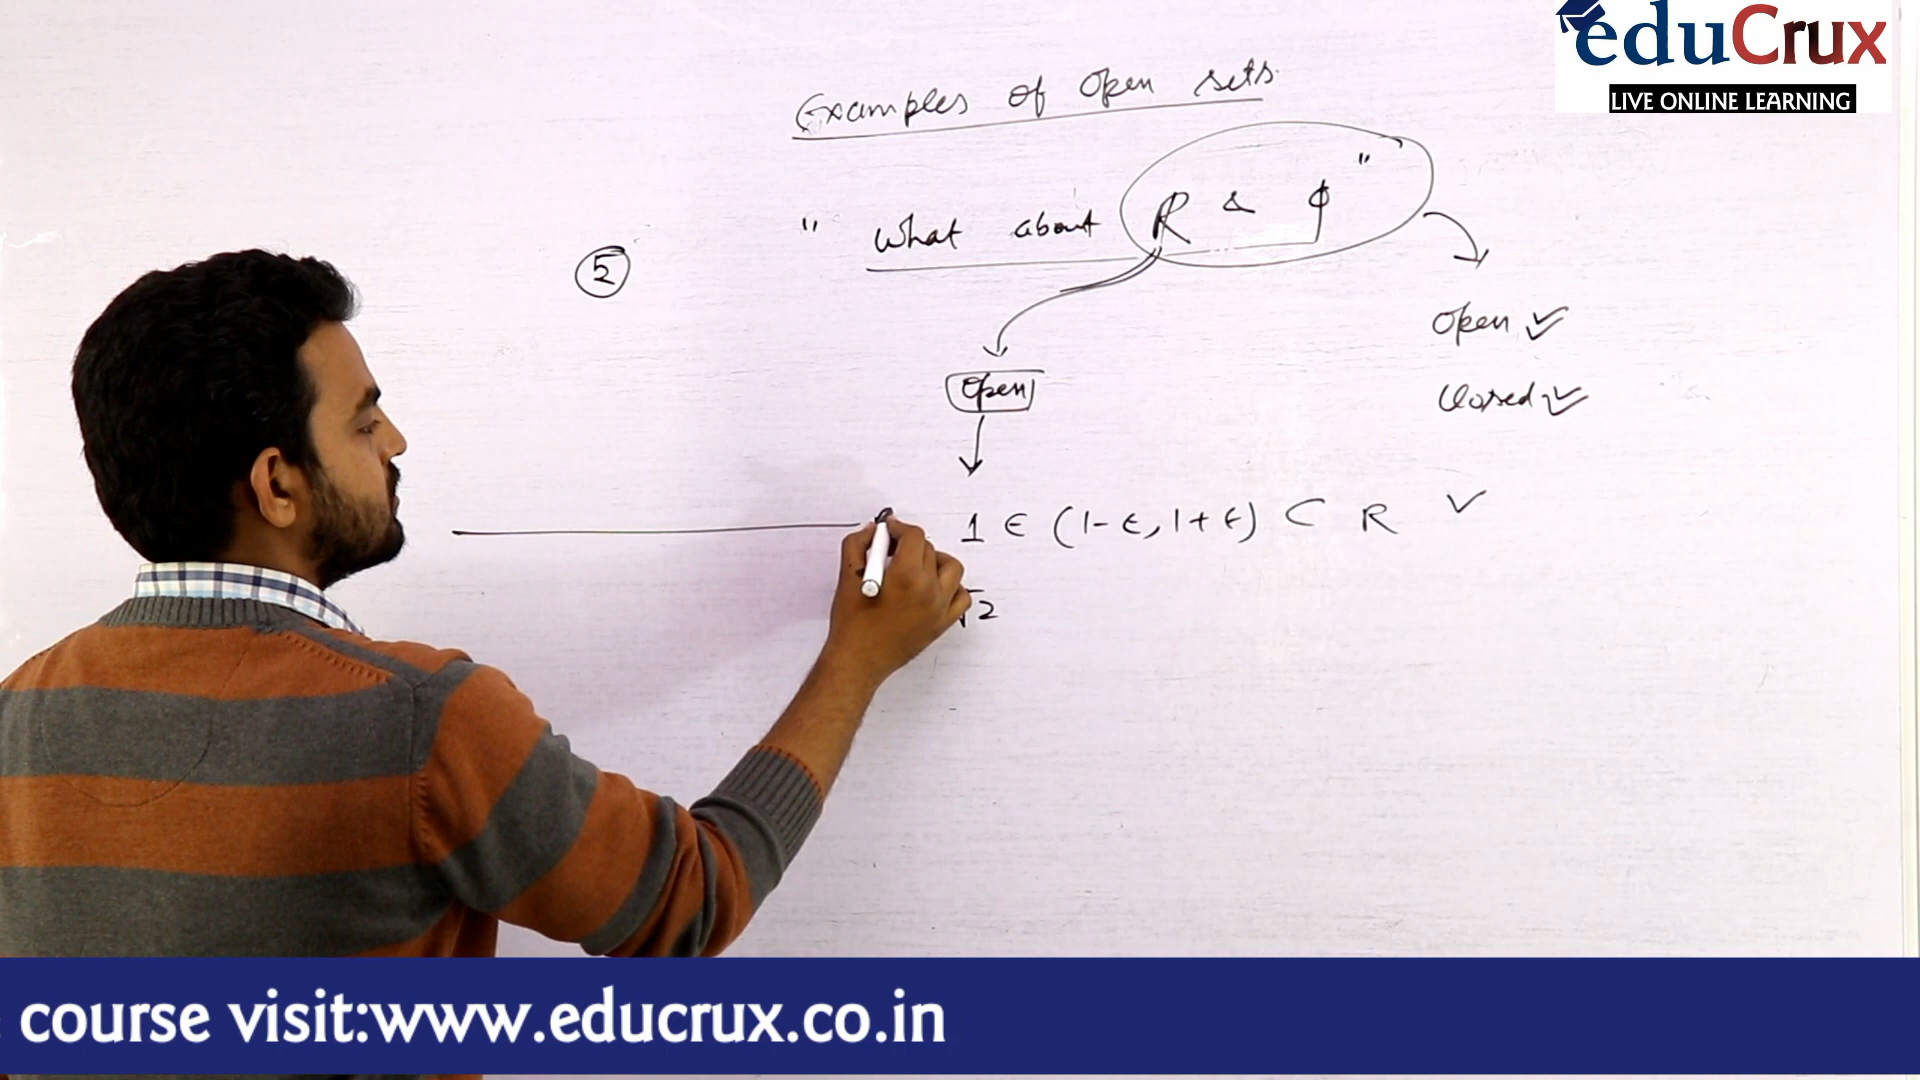 eduCrux
LIVE ONLINE LEARNING
Examples of open sets.
" What about R & φ "
5
open
open ✓
closed ✓
1 ∈ (1-ϵ, 1+ϵ) ⊂ R ✓
√2
course visit:www.educrux.co.in